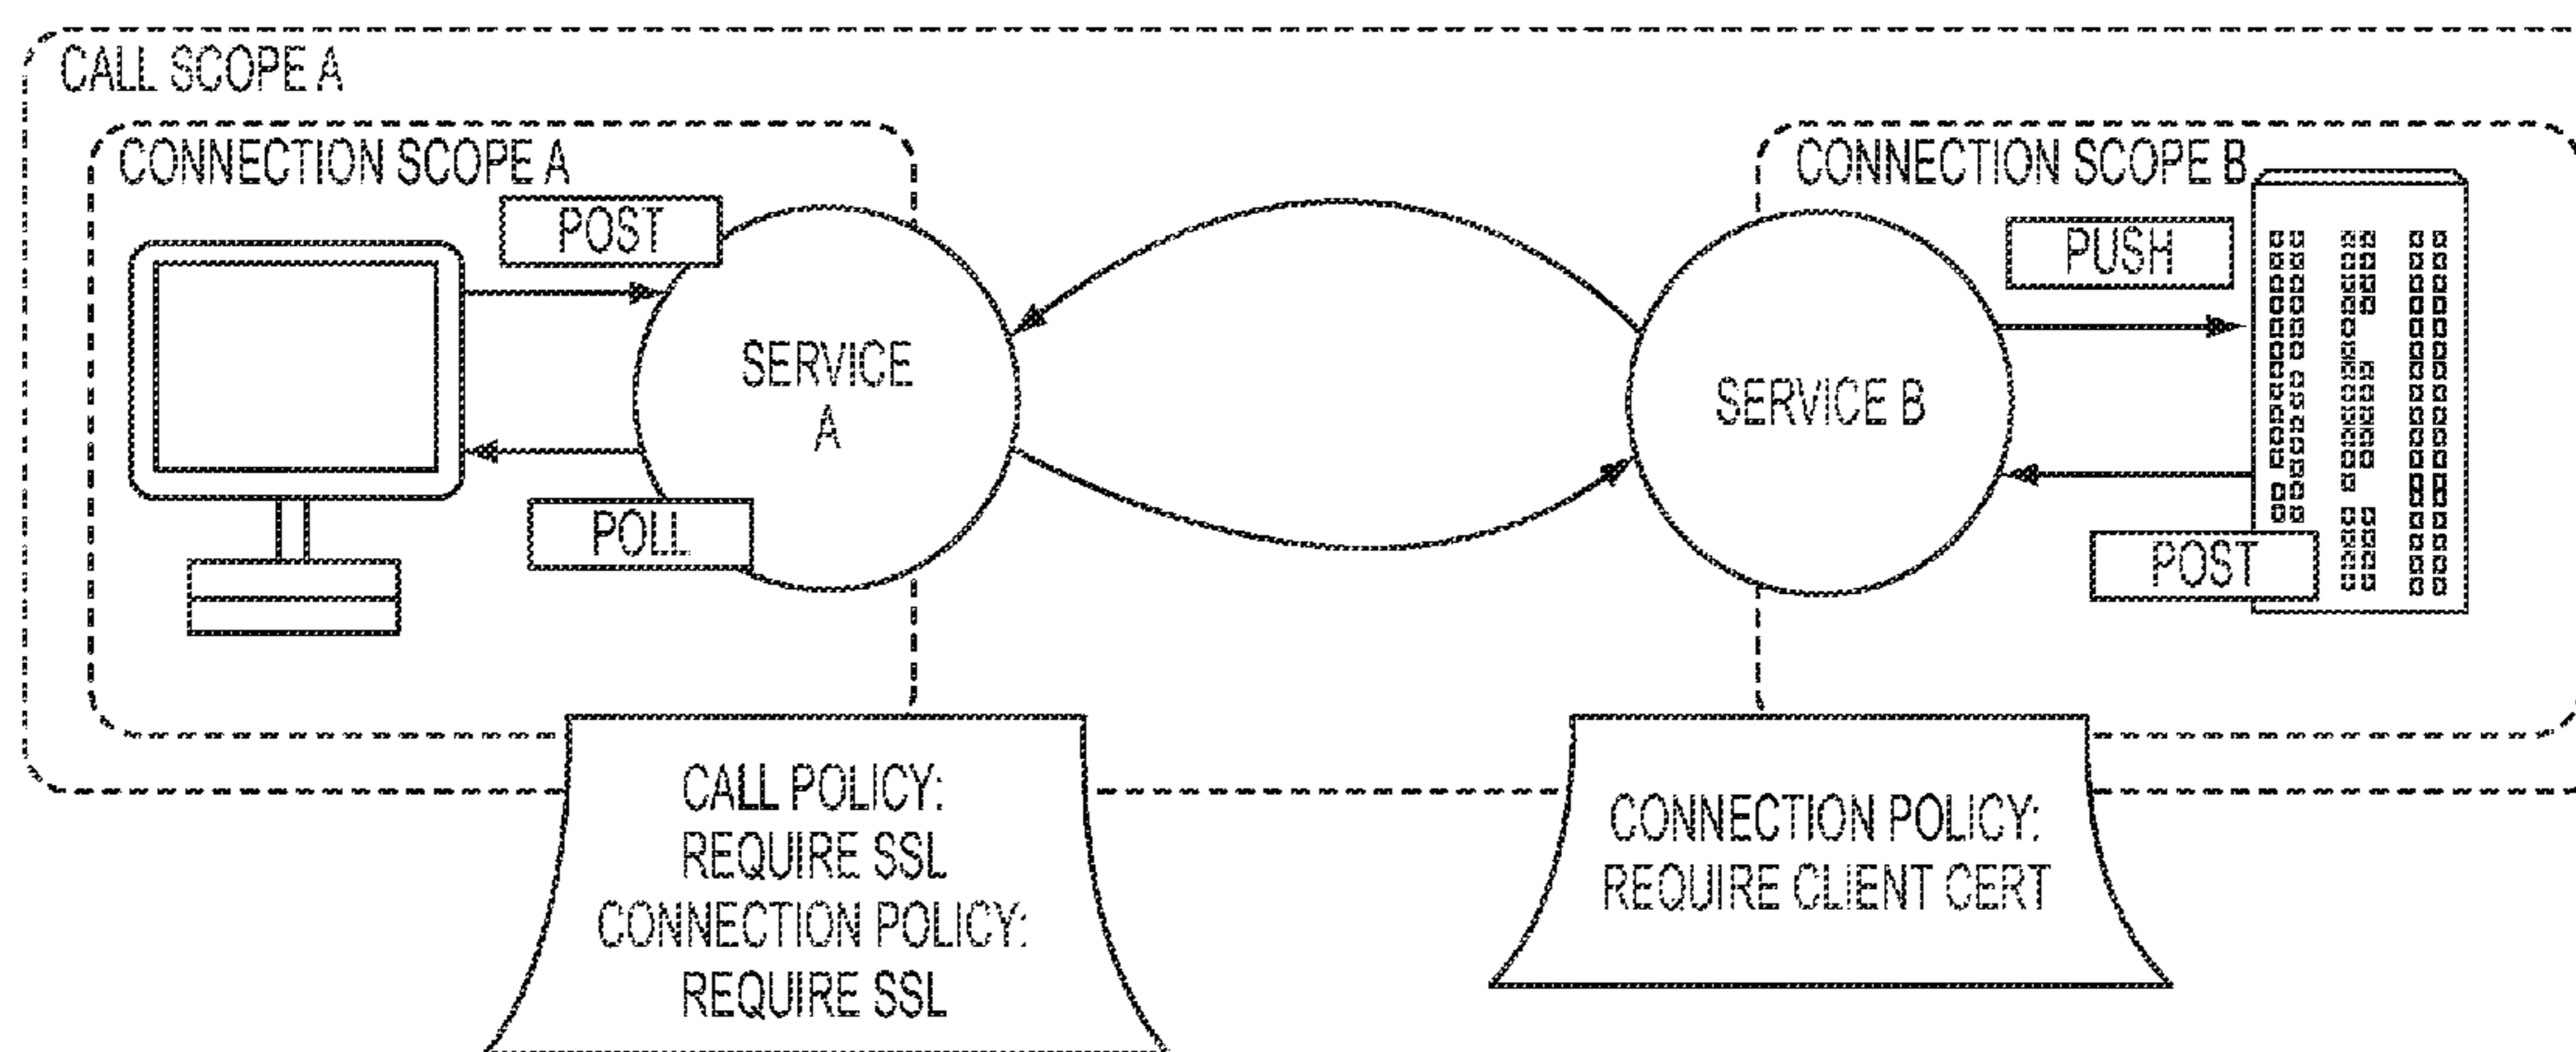 CALL SCOPE A
CONNECTION SCOPE A
CONNECTION SCOPE B
POST
PUSH
SERVICE
A
SERVICE B
POLL
POST
CALL POLICY:
REQUIRE SSL
CONNECTION POLICY:
REQUIRE SSL
CONNECTION POLICY:
REQUIRE CLIENT CERT